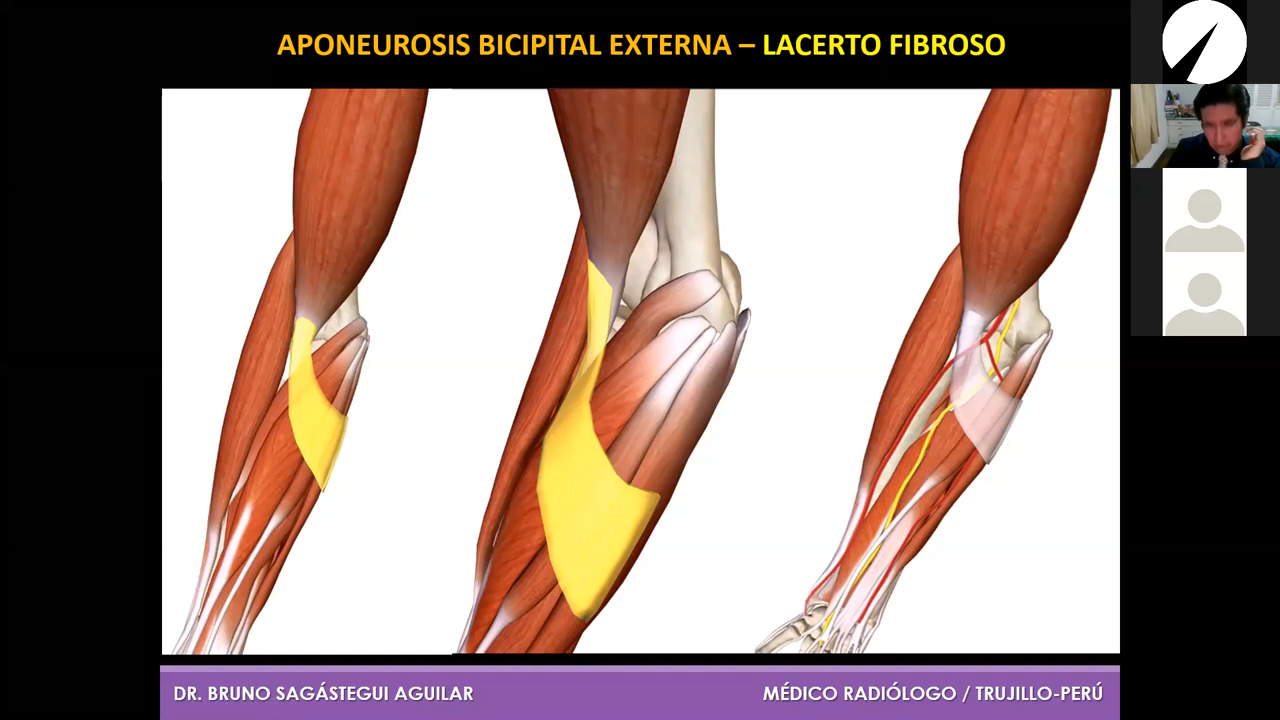 APONEUROSIS BICIPITAL EXTERNA – LACERTO FIBROSO
DR. BRUNO SAGÁSTEGUI AGUILAR
MÉDICO RADIÓLOGO / TRUJILLO-PERÚ